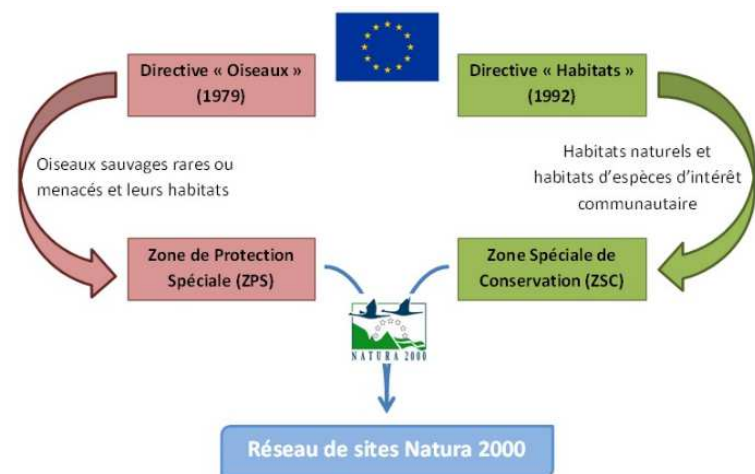 Directive « Oiseaux »
(1979)
Directive « Habitats »
(1992)
Oiseaux sauvages rares ou
menacés et leurs habitats
Habitats naturels et
habitats d'espèces d'intérêt
communautaire
Zone de Protection
Spéciale (ZPS)
Zone Spéciale de
Conservation (ZSC)
NATURA 2000
Réseau de sites Natura 2000